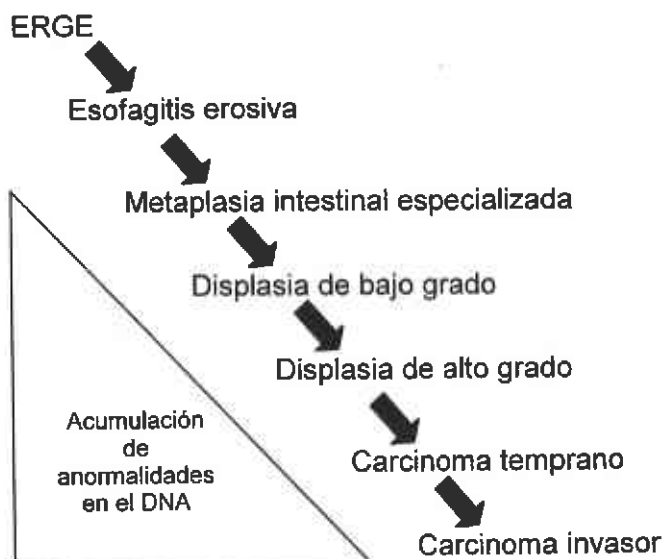 ERGE
Esofagitis erosiva
Metaplasia intestinal especializada
Displasia de bajo grado
Displasia de alto grado
Acumulación
de
anormalidades
en el DNA
Carcinoma temprano
Carcinoma invasor